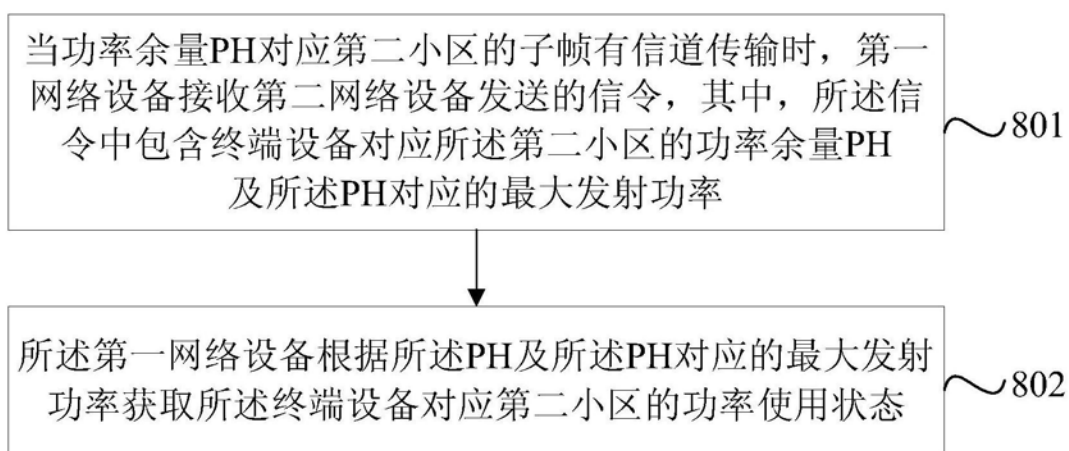 当功率余量PH对应第二小区的子帧有信道传输时，第一
网络设备接收第二网络设备发送的信令，其中，所述信
令中包含终端设备对应所述第二小区的功率余量PH
及所述PH对应的最大发射功率
801
所述第一网络设备根据所述PH及所述PH对应的最大发射
功率获取所述终端设备对应第二小区的功率使用状态
802